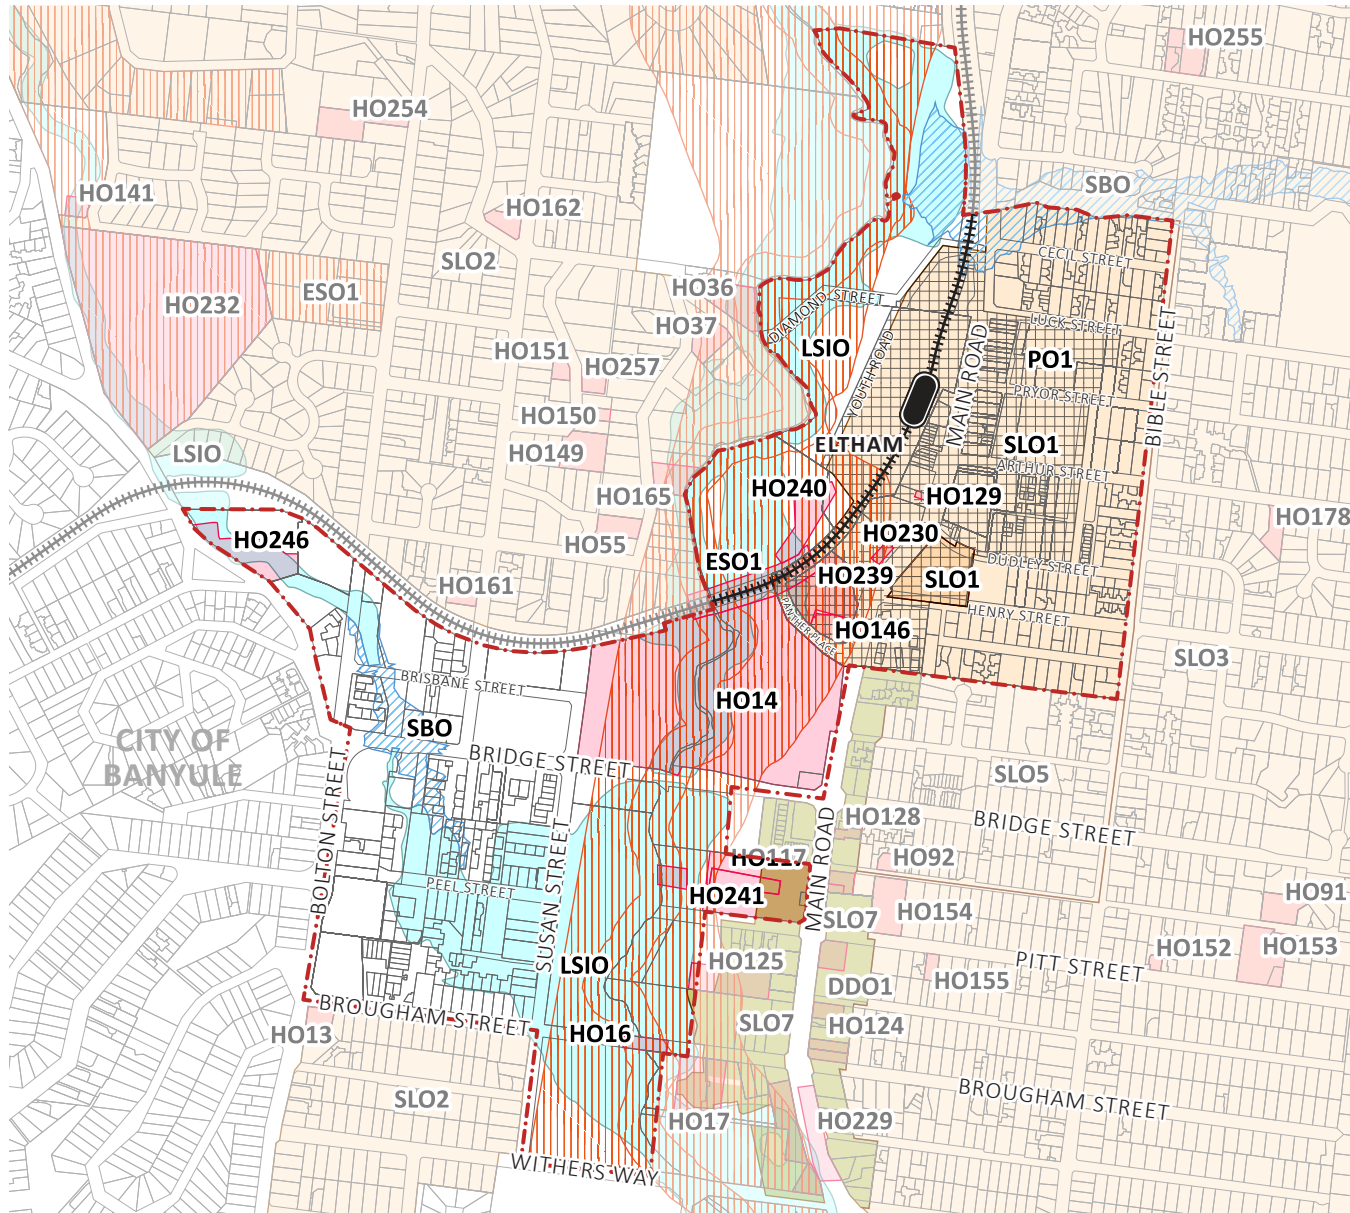 HO255
HO254
HO141
SBO
HO162
CECIL STREET
SLO2
HO36
ESO1
HO232
DIAMOND STREET
LUCK STREET
HO37
LSIO
HO151
PO1
HO257
YOUTH ROAD
MAIN ROAD
BIBLE STREET
PRYOR STREET
HO150
ELTHAM
SLO1
HO149
LSIO
ARTHUR STREET
HO240
HO165
HO129
HO178
HO246
HO230
HO55
ESO1
DUDLEY STREET
HO239
SLO1
HO161
PANTHER PLACE
HENRY STREET
HO146
SLO3
BRISBANE STREET
HO14
SBO
CITY OF
BANYULE
BRIDGE STREET
SLO5
BOLTON STREET
HO128
BRIDGE STREET
HO117
HO92
PEEL STREET
SUSAN STREET
HO241
MAIN ROAD
HO91
SLO7
HO154
HO152
HO153
LSIO
HO125
PITT STREET
HO155
DDO1
BROUGHAM STREET
HO13
HO16
SLO7
HO124
SLO2
BROUGHAM STREET
HO17
HO229
WITHERS WAY